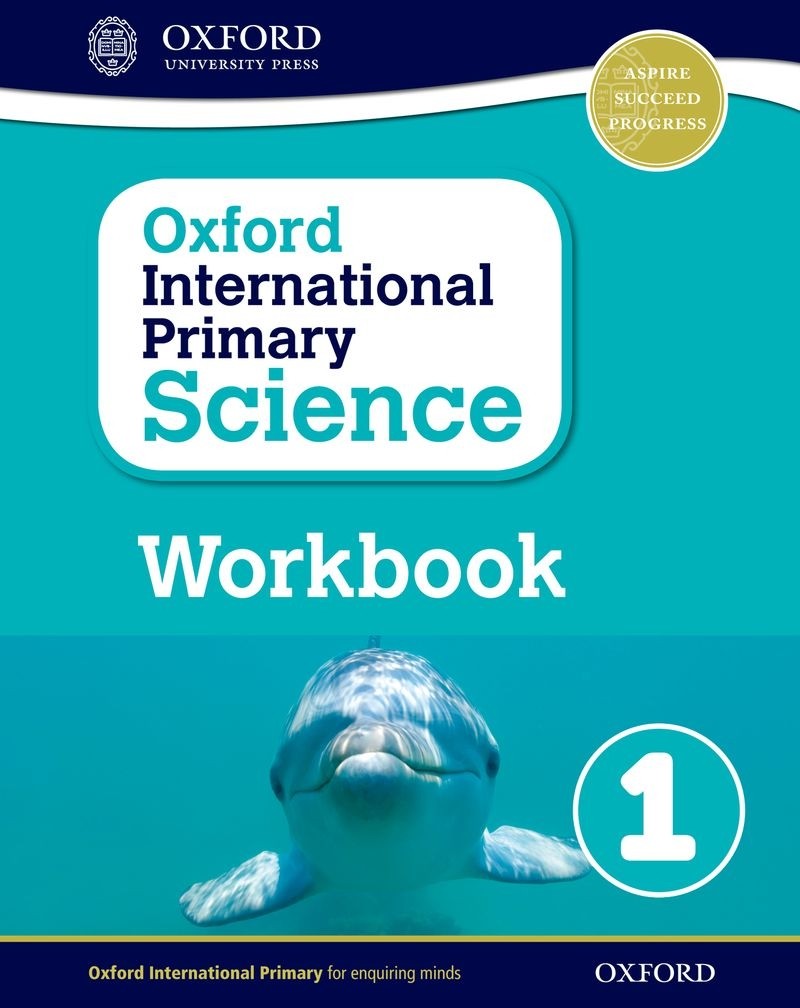 OXFORD
UNIVERSITY PRESS
ASPIRE
SUCCEED
PROGRESS
Oxford
International
Primary
Science
Workbook
1
Oxford International Primary for enquiring minds
OXFORD